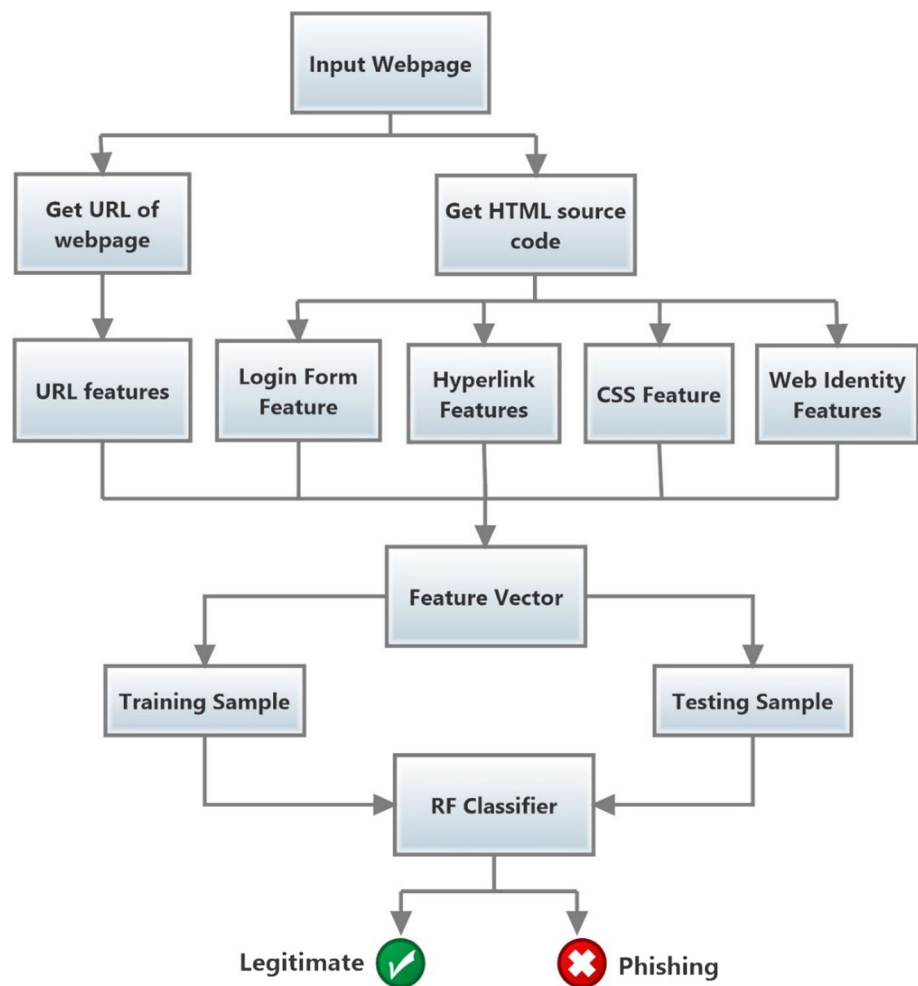 Input Webpage
Get URL of
webpage
Get HTML source
code
URL features
Login Form
Feature
Hyperlink
Features
CSS Feature
Web Identity
Features
Feature Vector
Training Sample
Testing Sample
RF Classifier
Legitimate
Phishing